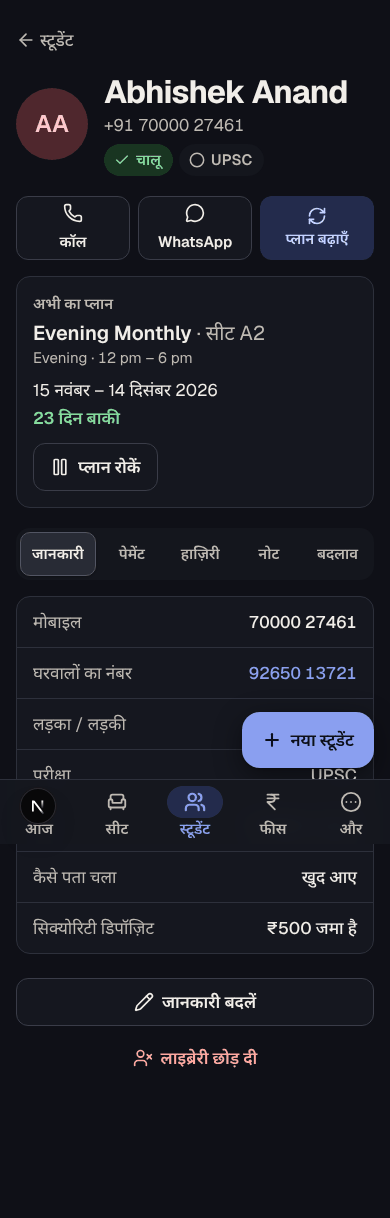 स्टूडेंट
AA
Abhishek Anand
+91 70000 27461
चालू
UPSC
कॉल
WhatsApp
प्लान बढ़ाएँ
अभी का प्लान
Evening Monthly · सीट A2
Evening · 12 pm – 6 pm
15 नवंबर – 14 दिसंबर 2026
23 दिन बाकी
प्लान रोकें
जानकारी पेमेंट हाज़िरी नोट बदलाव
मोबाइल 70000 27461
घरवालों का नंबर 92650 13721
लड़का / लड़की
नया स्टूडेंट
परीक्षा UPSC
N
आज सीट स्टूडेंट फीस और
कैसे पता चला खुद आए
सिक्योरिटी डिपॉज़िट ₹500 जमा है
जानकारी बदलें
लाइब्रेरी छोड़ दी